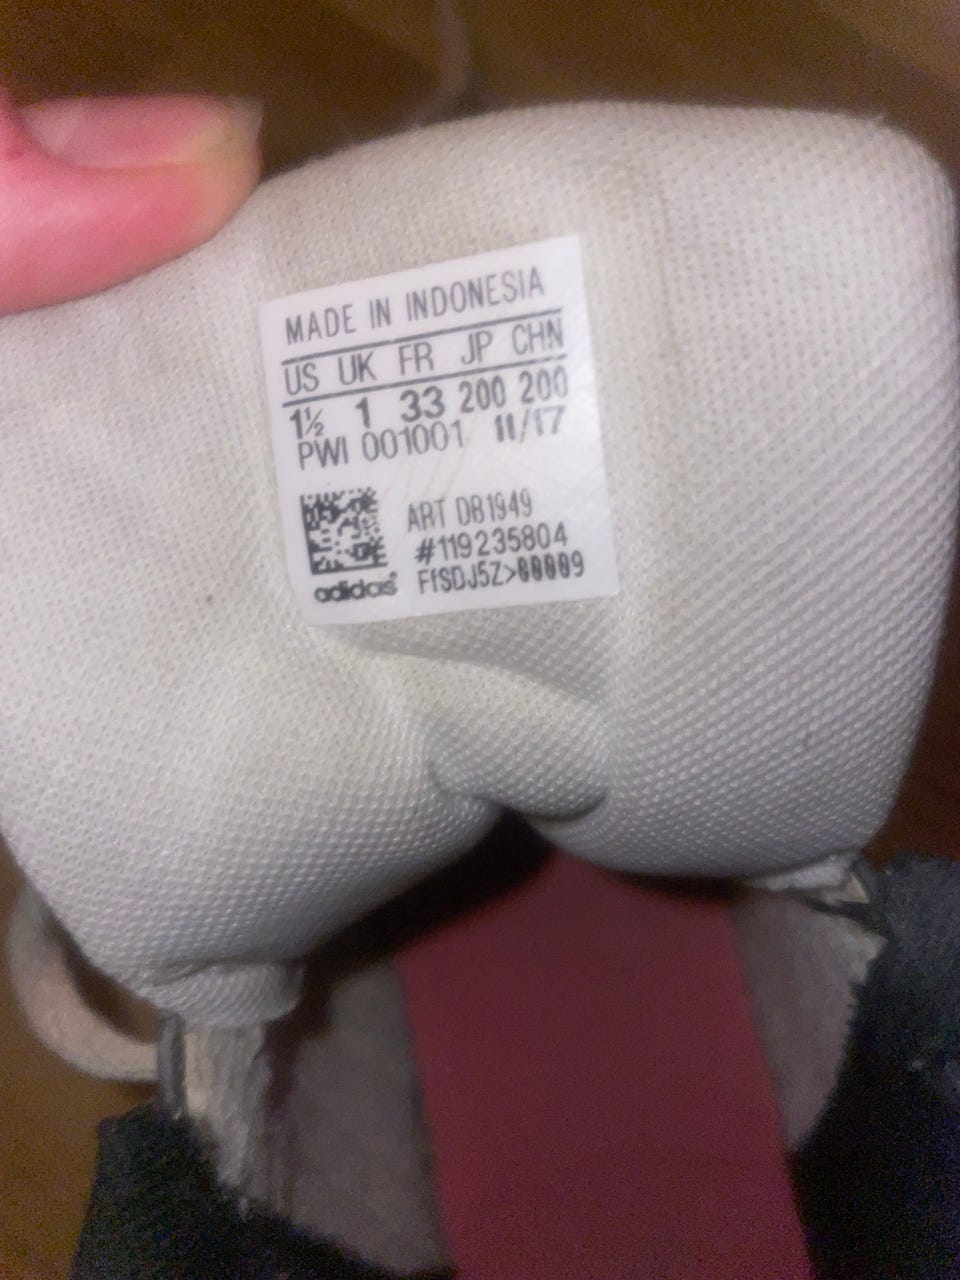 MADE IN INDONESIA
US UK FR JP CHN
1½ 1 33 200 200
PWI 001001 11/17
ART DB1949
#119235804
FfSDJ5Z>00009
adidas